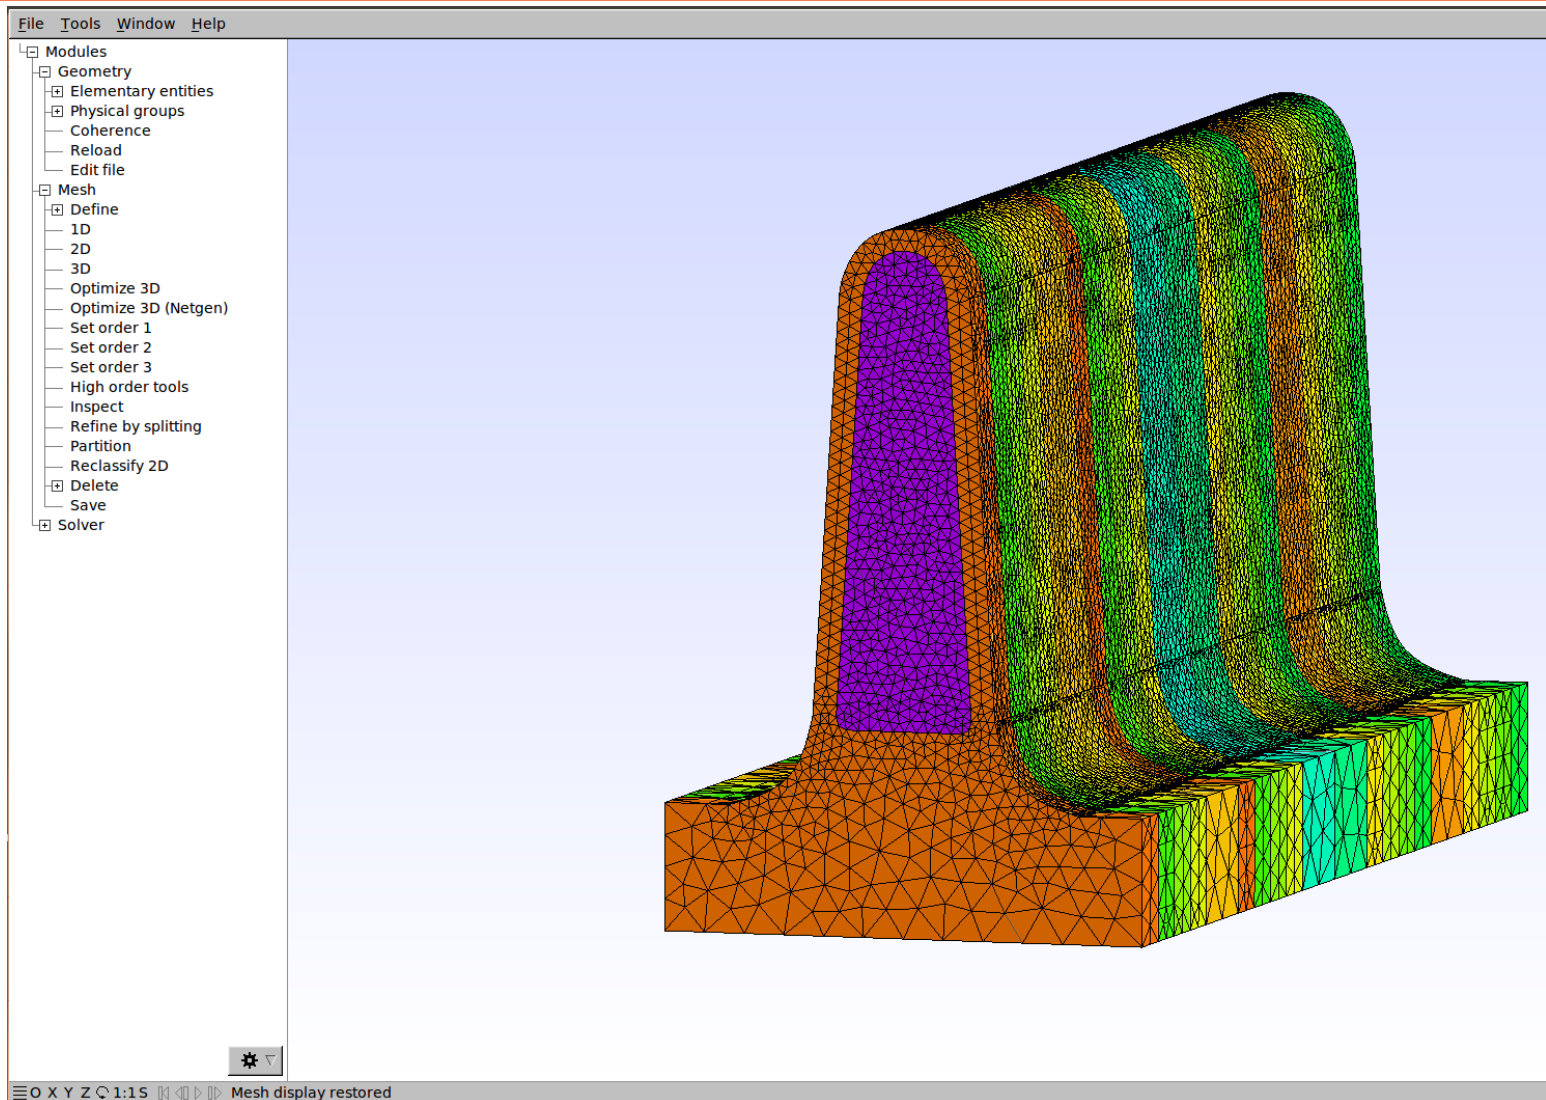 File Tools Window Help
Modules
Geometry
Elementary entities
Physical groups
Coherence
Reload
Edit file
Mesh
Define
1D
2D
3D
Optimize 3D
Optimize 3D (Netgen)
Set order 1
Set order 2
Set order 3
High order tools
Inspect
Refine by splitting
Partition
Reclassify 2D
Delete
Save
Solver
O X Y Z 1:1 S Mesh display restored